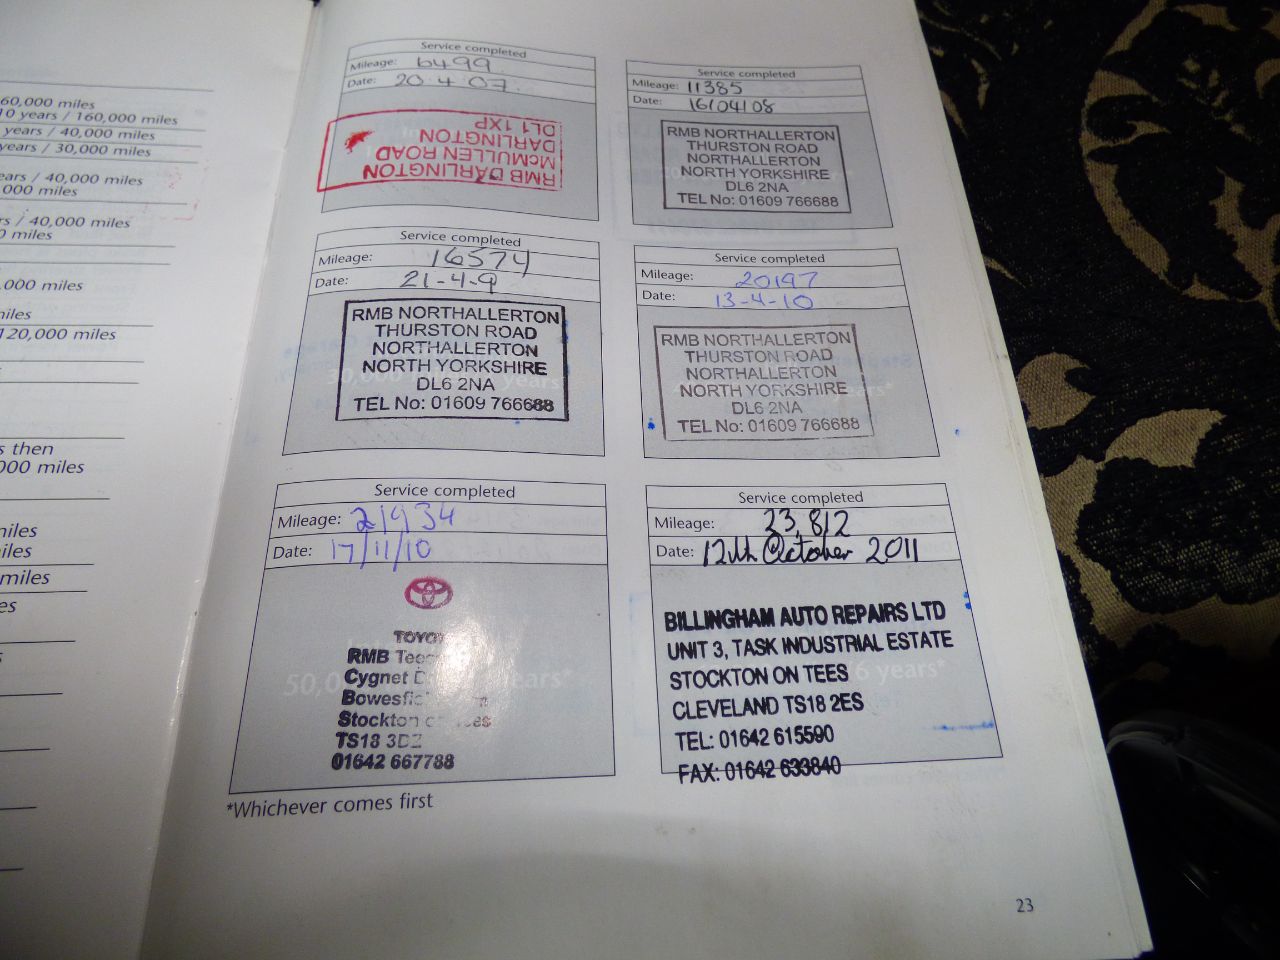 60,000 miles
10 years / 160,000 miles
years / 40,000 miles
years / 30,000 miles
ears / 40,000 miles
000 miles
rs / 40,000 miles
0 miles
000 miles
miles
120,000 miles
s then
000 miles
miles
iles
miles
es
Service completed
Mileage: 6499
Date: 20.4.07.
RMB DARLINGTON
McMULLEN ROAD
DARLINGTON
DL1 1XP
Service completed
Mileage: 11385
Date: 16/04/08
RMB NORTHALLERTON
THURSTON ROAD
NORTHALLERTON
NORTH YORKSHIRE
DL6 2NA
TEL No: 01609 766688
Service completed
Mileage: 16574
Date: 21-4-9
RMB NORTHALLERTON
THURSTON ROAD
NORTHALLERTON
NORTH YORKSHIRE
DL6 2NA
TEL No: 01609 766688
Service completed
Mileage: 20197
Date: 13-4-10
RMB NORTHALLERTON
THURSTON ROAD
NORTHALLERTON
NORTH YORKSHIRE
DL6 2NA
TEL No: 01609 766688
Service completed
Mileage: 21934
Date: 17/11/10
TOYO
RMB Tee
Cygnet D
Bowesfie
Stockton
TS18 3DZ
01642 667788
Service completed
Mileage: 23,812
Date: 12th October 2011
BILLINGHAM AUTO REPAIRS LTD
UNIT 3, TASK INDUSTRIAL ESTATE
STOCKTON ON TEES
CLEVELAND TS18 2ES
TEL: 01642 615590
FAX: 01642 633840
*Whichever comes first
23